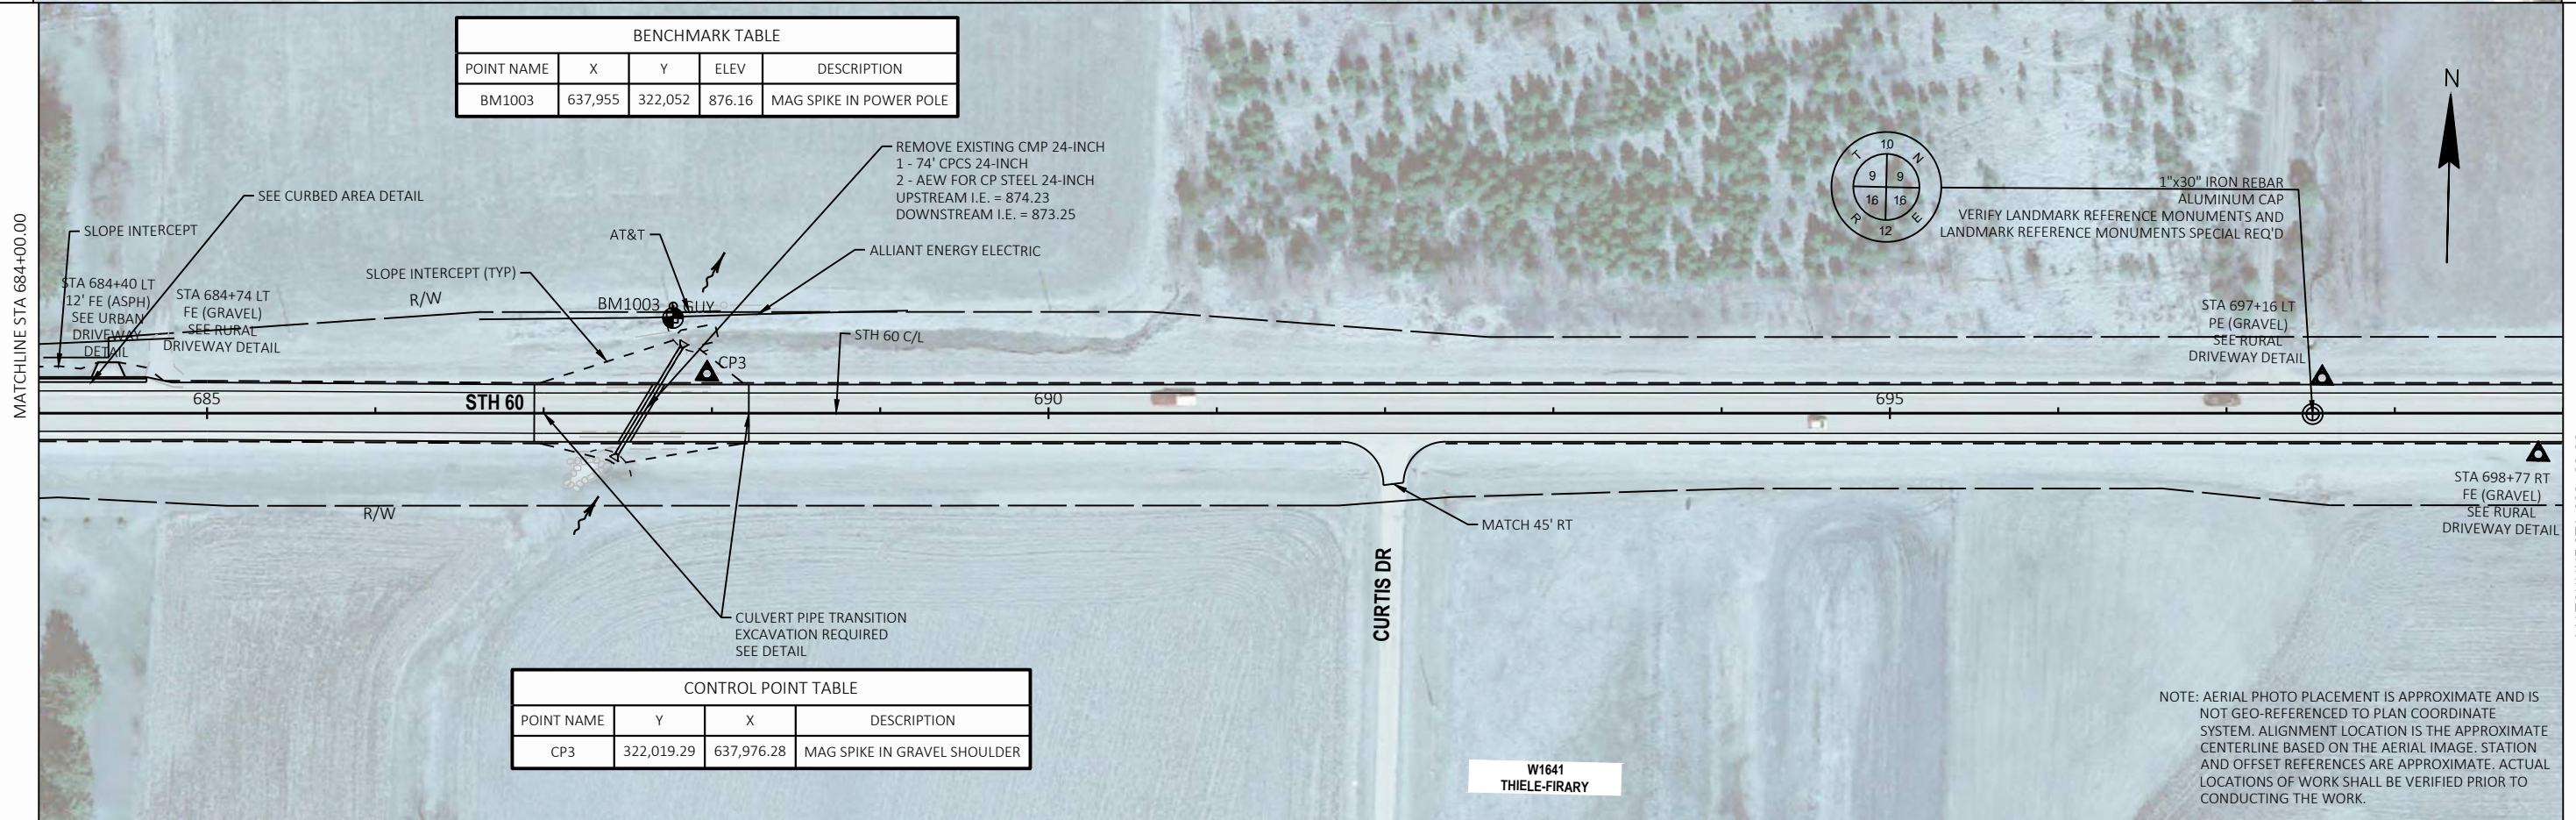 BENCHMARK TABLE
POINT NAME X Y ELEV DESCRIPTION
BM1003 637,955 322,052 876.16 MAG SPIKE IN POWER POLE
REMOVE EXISTING CMP 24-INCH
1 - 74' CPCS 24-INCH
2 - AEW FOR CP STEEL 24-INCH
UPSTREAM I.E. = 874.23
DOWNSTREAM I.E. = 873.25
SEE CURBED AREA DETAIL
SLOPE INTERCEPT
AT&T
ALLIANT ENERGY ELECTRIC
SLOPE INTERCEPT (TYP)
R/W
STA 684+40 LT
12' FE (ASPH)
SEE URBAN
DRIVEWAY
DETAIL
STA 684+74 LT
FE (GRAVEL)
SEE RURAL
DRIVEWAY DETAIL
BM1003
GUY
STH 60 C/L
CP3
MATCHLINE STA 684+00.00
685
STH 60
690
695
T 10 N
9 9
16 16
R 12 E
1"x30" IRON REBAR
ALUMINUM CAP
VERIFY LANDMARK REFERENCE MONUMENTS AND
LANDMARK REFERENCE MONUMENTS SPECIAL REQ'D
N
STA 697+16 LT
PE (GRAVEL)
SEE RURAL
DRIVEWAY DETAIL
STA 698+77 RT
FE (GRAVEL)
SEE RURAL
DRIVEWAY DETAIL
R/W
MATCH 45' RT
CURTIS DR
CULVERT PIPE TRANSITION
EXCAVATION REQUIRED
SEE DETAIL
CONTROL POINT TABLE
POINT NAME Y X DESCRIPTION
CP3 322,019.29 637,976.28 MAG SPIKE IN GRAVEL SHOULDER
W1641
THIELE-FIRARY
NOTE: AERIAL PHOTO PLACEMENT IS APPROXIMATE AND IS
NOT GEO-REFERENCED TO PLAN COORDINATE
SYSTEM. ALIGNMENT LOCATION IS THE APPROXIMATE
CENTERLINE BASED ON THE AERIAL IMAGE. STATION
AND OFFSET REFERENCES ARE APPROXIMATE. ACTUAL
LOCATIONS OF WORK SHALL BE VERIFIED PRIOR TO
CONDUCTING THE WORK.